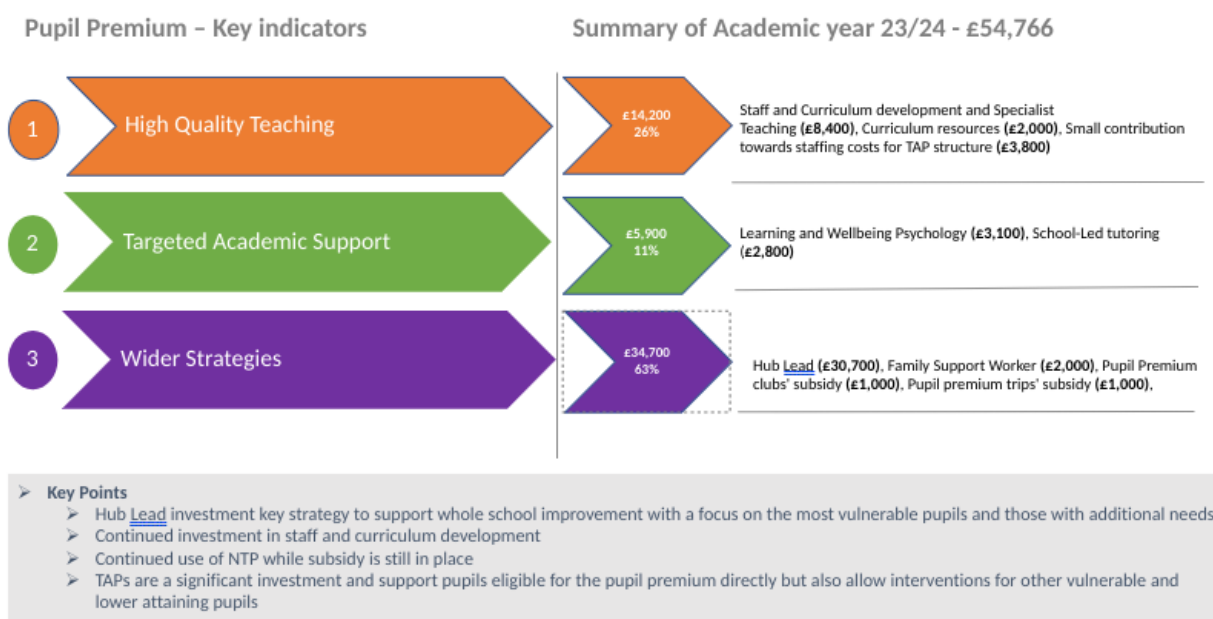 Pupil Premium – Key indicators
Summary of Academic year 23/24 - £54,766
1
High Quality Teaching
£14,200
26%
Staff and Curriculum development and Specialist
Teaching (£8,400), Curriculum resources (£2,000), Small contribution
towards staffing costs for TAP structure (£3,800)
2
Targeted Academic Support
£5,900
11%
Learning and Wellbeing Psychology (£3,100), School-Led tutoring
(£2,800)
3
Wider Strategies
£34,700
63%
Hub Lead (£30,700), Family Support Worker (£2,000), Pupil Premium
clubs' subsidy (£1,000), Pupil premium trips' subsidy (£1,000),
Key Points
Hub Lead investment key strategy to support whole school improvement with a focus on the most vulnerable pupils and those with additional needs
Continued investment in staff and curriculum development
Continued use of NTP while subsidy is still in place
TAPs are a significant investment and support pupils eligible for the pupil premium directly but also allow interventions for other vulnerable and
lower attaining pupils